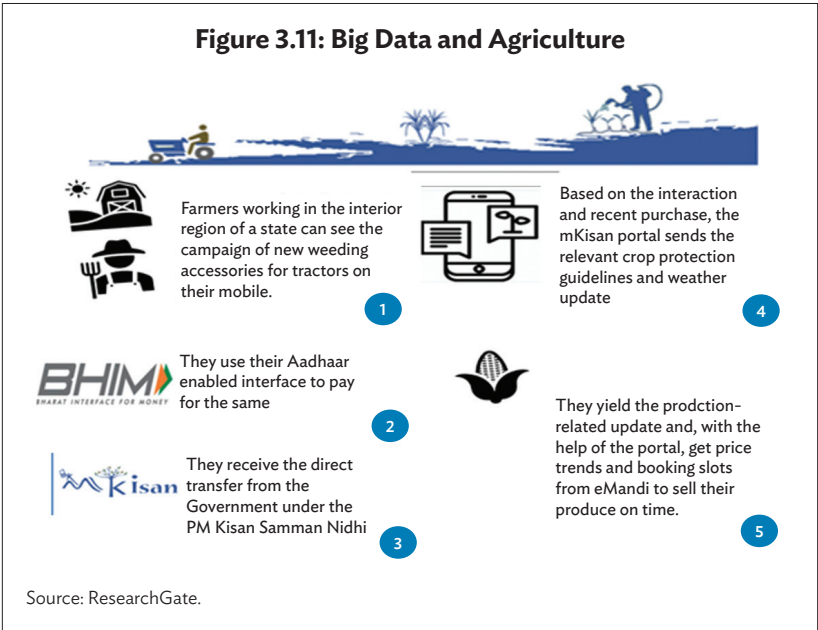 Figure 3.11: Big Data and Agriculture
Farmers working in the interior
region of a state can see the
campaign of new weeding
accessories for tractors on
their mobile.
1
BHIM
BHARAT INTERFACE FOR MONEY
They use their Aadhaar
enabled interface to pay
for the same
2
mKisan
They receive the direct
transfer from the
Government under the
PM Kisan Samman Nidhi
3
Based on the interaction
and recent purchase, the
mKisan portal sends the
relevant crop protection
guidelines and weather
update
4
They yield the prodction-
related update and, with the
help of the portal, get price
trends and booking slots
from eMandi to sell their
produce on time.
5
Source: ResearchGate.